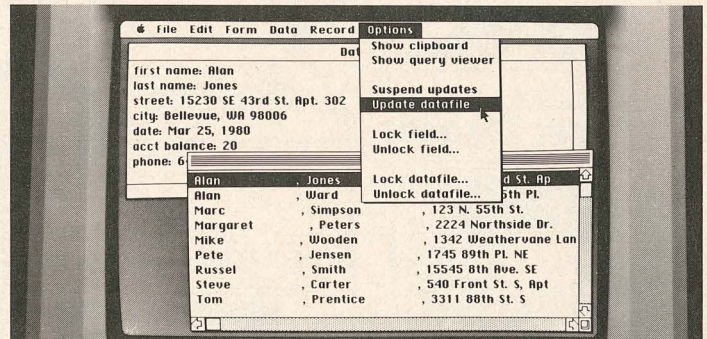 File Edit Form Data Record Options
Dat
Show clipboard
Show query viewer
Suspend updates
Update datafile
Lock field...
Unlock field...
Lock datafile...
Unlock datafile...
first name: Alan
last name: Jones
street: 15230 SE 43rd St. Apt. 302
city: Bellevue, WA 98006
date: Mar 25, 1980
acct balance: 20
phone: 6
Alan , Jones d St. Ap
Alan , Ward 5th Pl.
Marc , Simpson , 123 N. 55th St.
Margaret , Peters , 2224 Northside Dr.
Mike , Wooden , 1342 Weathervane Lan
Pete , Jensen , 1745 89th Pl. NE
Russel , Smith , 15545 8th Ave. SE
Steve , Carter , 540 Front St. S, Apt
Tom , Prentice , 3311 88th St. S